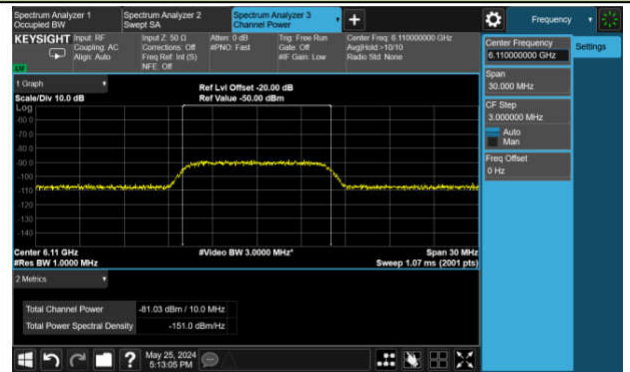 Spectrum Analyzer 1
Occupied BW
Spectrum Analyzer 2
Swept SA
Spectrum Analyzer 3
Channel Power
+
Frequency
KEYSIGHT
Input: RF
Coupling: AC
Align: Auto
Input Z: 50 Ω
Corrections: Off
Freq Ref: Int (S)
NFE: Off
Atten: 0 dB
#PNO: Fast
Trig: Free Run
Gate: Off
#IF Gain: Low
Center Freq: 6.110000000 GHz
Avg|Hold:>10/10
Radio Std: None
Center Frequency
6.110000000 GHz
Settings
Span
30.000 MHz
CF Step
3.000000 MHz
Auto
Man
Freq Offset
0 Hz
1 Graph
Scale/Div 10.0 dB
Ref Lvl Offset -20.00 dB
Ref Value -50.00 dBm
Log
-60.0
-70.0
-80.0
-90.0
-100
-110
-120
-130
-140
Center 6.11 GHz
#Res BW 1.0000 MHz
#Video BW 3.0000 MHz*
Span 30 MHz
Sweep 1.07 ms (2001 pts)
2 Metrics
Total Channel Power -81.03 dBm / 10.0 MHz
Total Power Spectral Density -151.0 dBm/Hz
?
May 25, 2024
5:13:05 PM